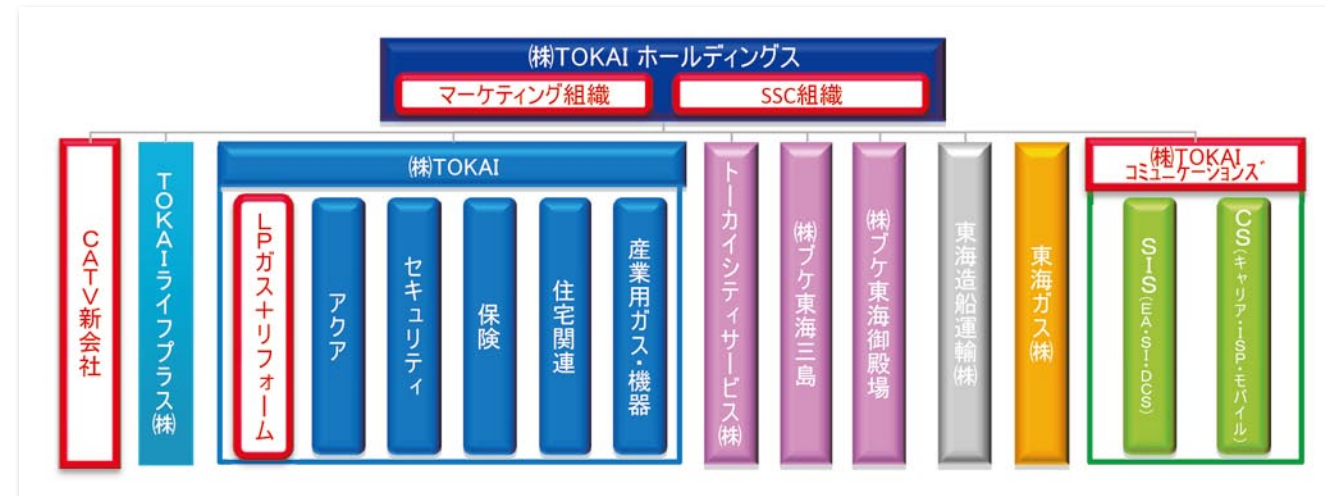 ㈱TOKAI ホールディングス
マーケティング組織
SSC組織
CATV新会社
TOKAIライフプラス㈱
㈱TOKAI
LPガス+リフォーム
アクア
セキュリティ
保険
住宅関連
産業用ガス・機器
トーカイシティサービス㈱
㈱ブケ東海三島
㈱ブケ東海御殿場
東海造船運輸㈱
東海ガス㈱
㈱TOKAI
コミュニケーションズ
SIS(EA・SI・DCS)
CS(キャリア・ISP・モバイル)